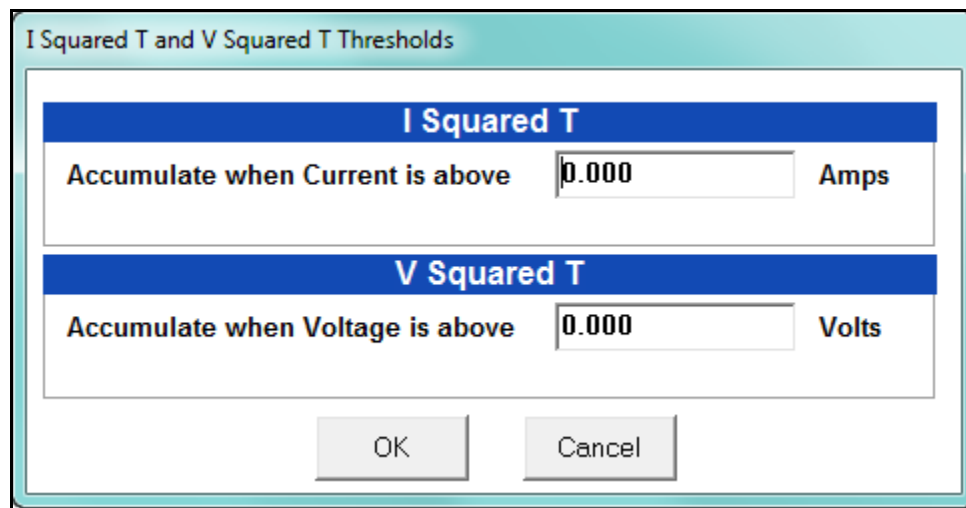 I Squared T and V Squared T Thresholds
I Squared T
Accumulate when Current is above 0.000 Amps
V Squared T
Accumulate when Voltage is above 0.000 Volts
OK Cancel